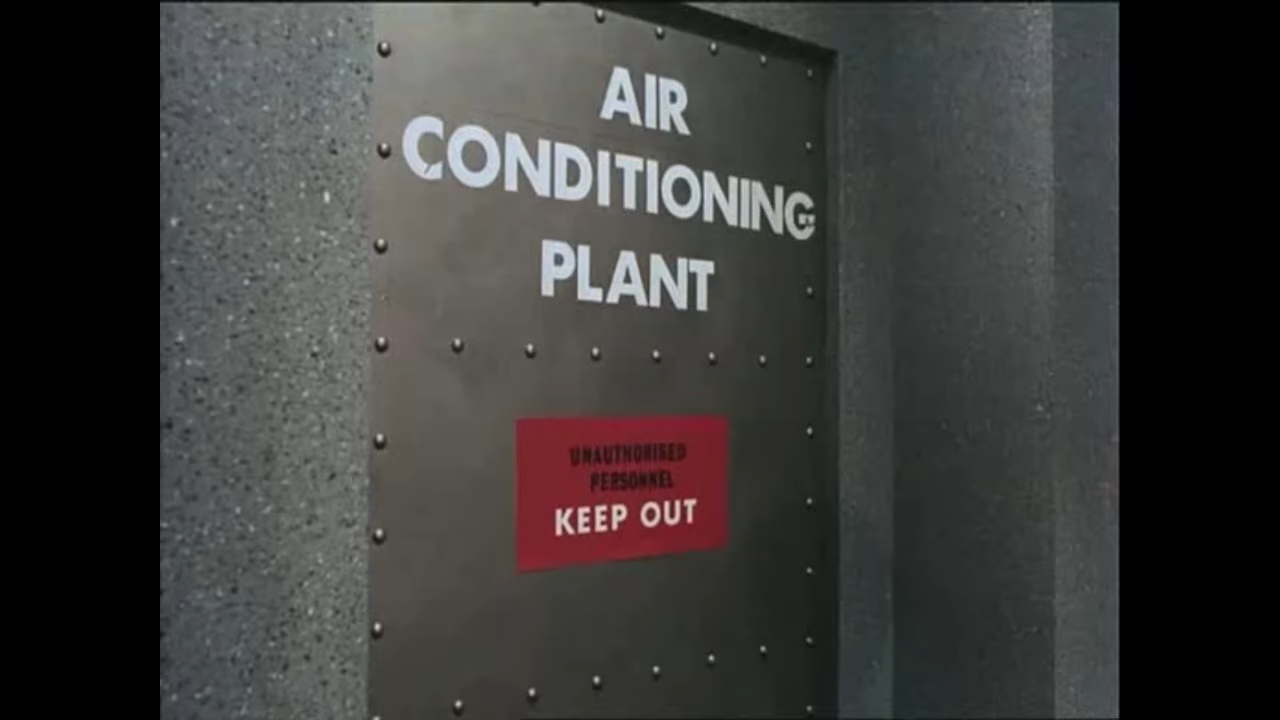 AIR
CONDITIONING
PLANT
UNAUTHORISED
PERSONNEL
KEEP OUT